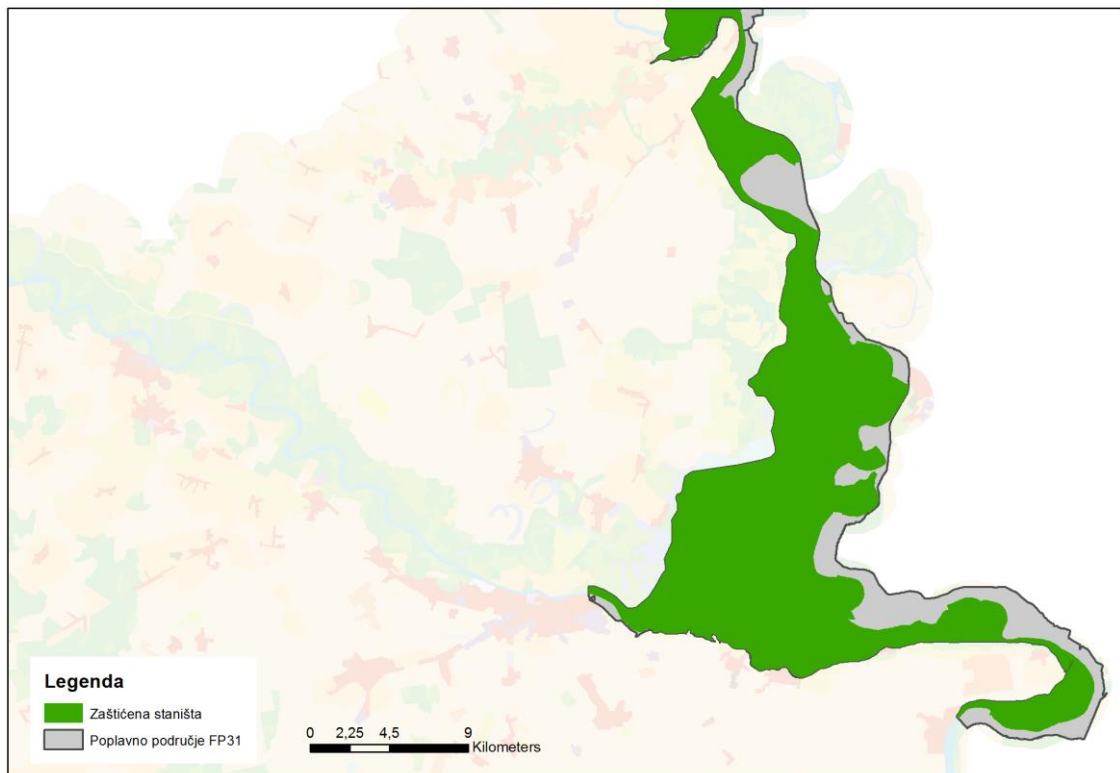 Legenda
Zaštićena staništa
Poplavno područje FP31
0 2,25 4,5 9
Kilometers